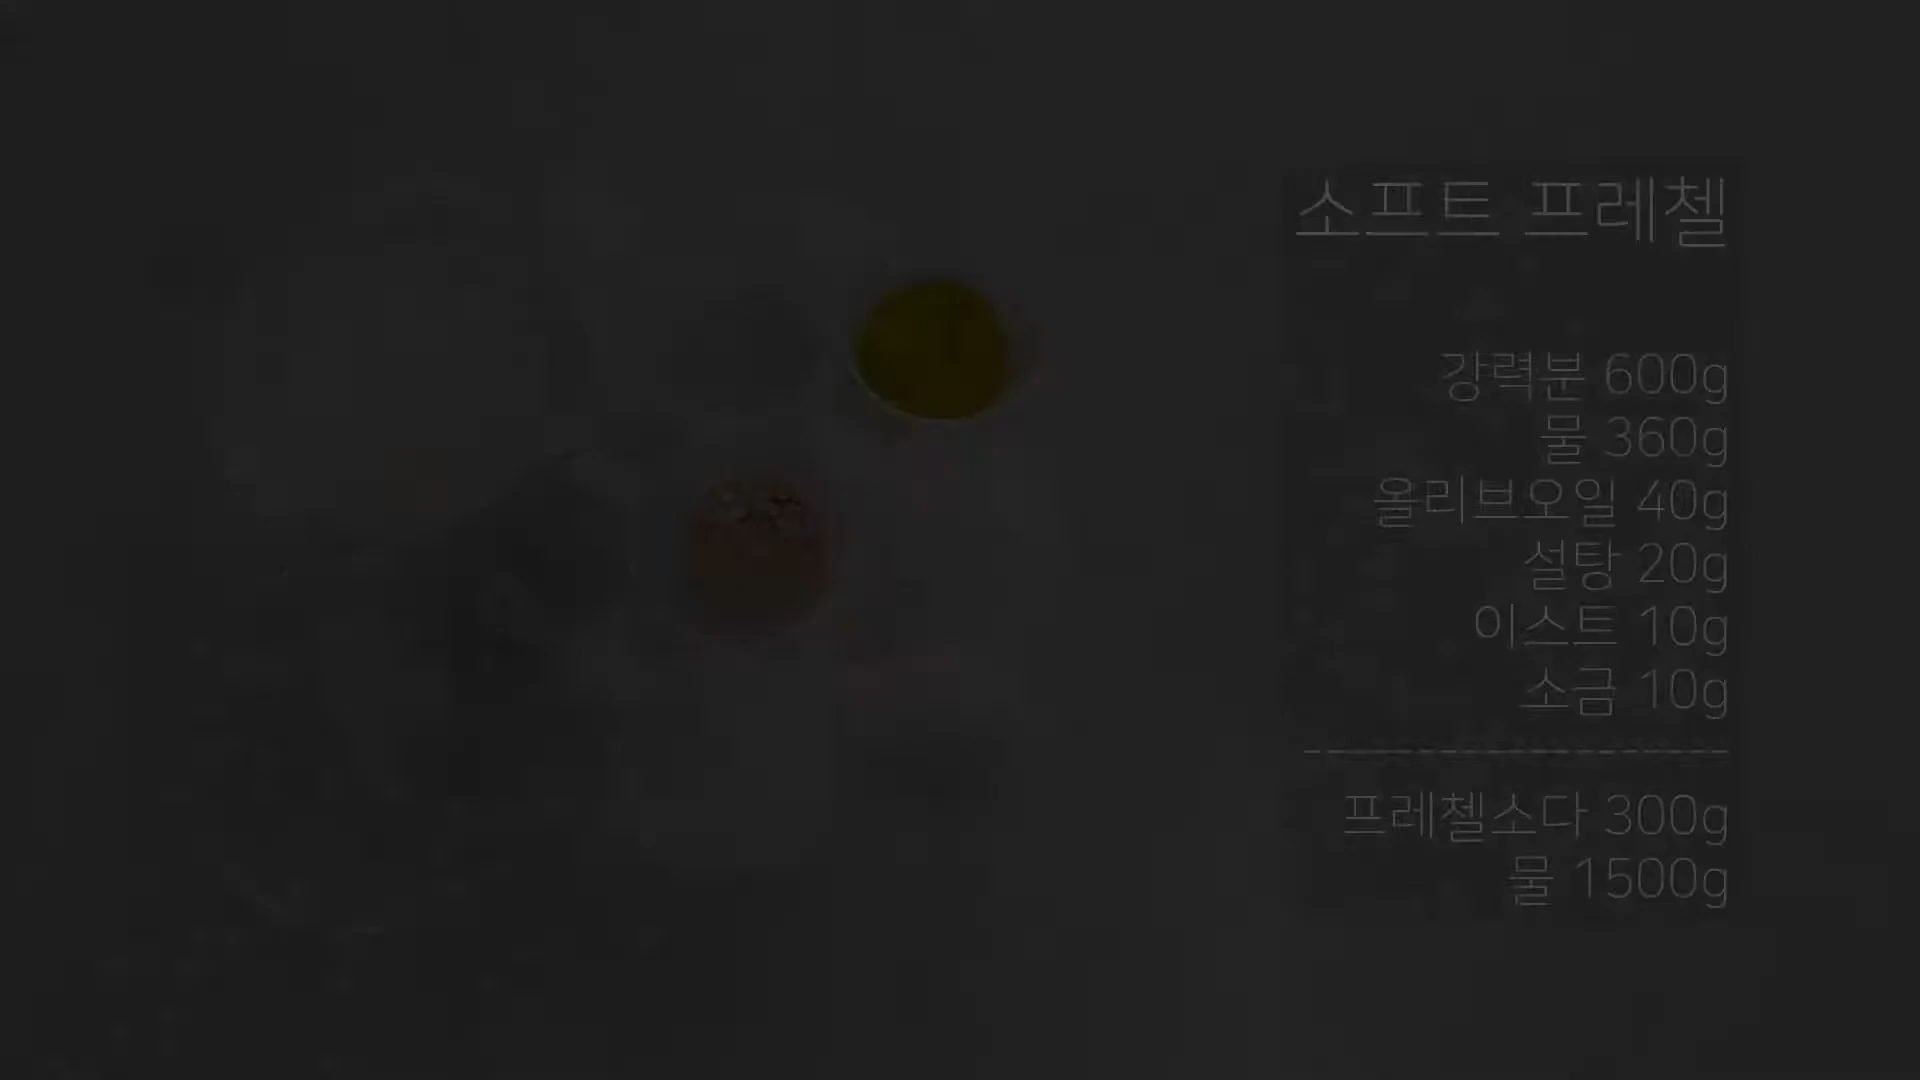 소프트 프레첼
강력분 600g
물 360g
올리브오일 40g
설탕 20g
이스트 10g
소금 10g
--------------------
프레첼소다 300g
물 1500g